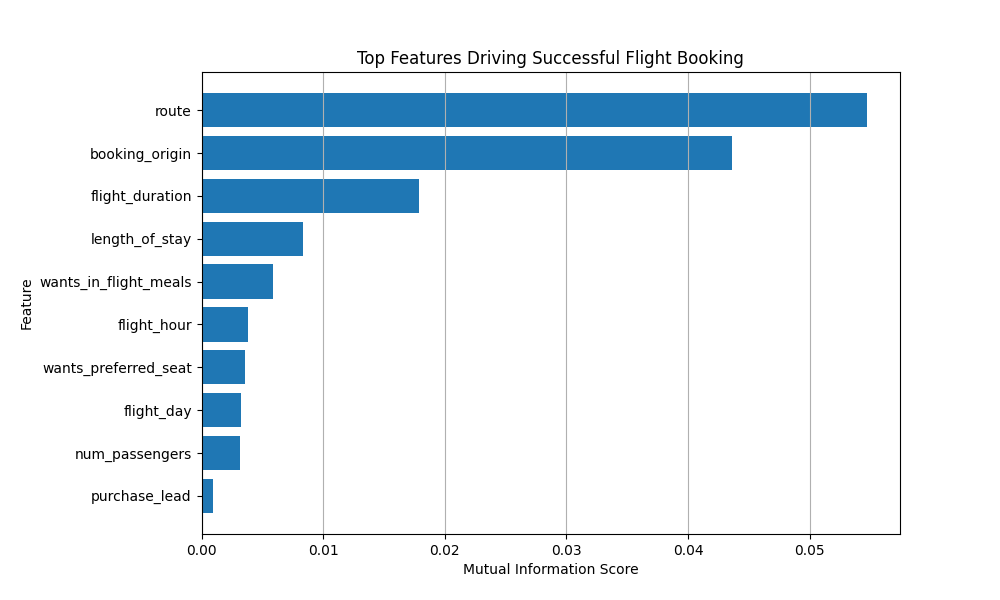 Top Features Driving Successful Flight Booking
Feature
route
booking_origin
flight_duration
length_of_stay
wants_in_flight_meals
flight_hour
wants_preferred_seat
flight_day
num_passengers
purchase_lead
0.00 0.01 0.02 0.03 0.04 0.05
Mutual Information Score